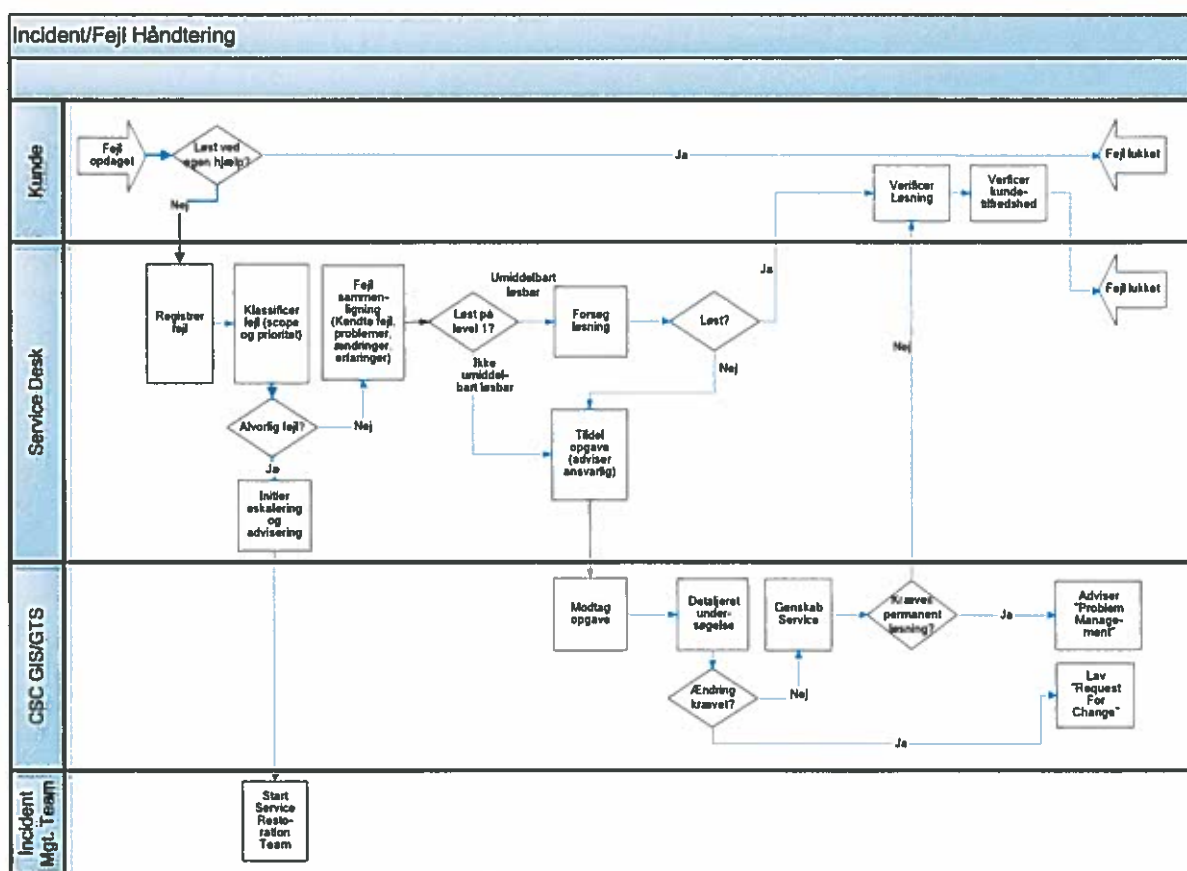 Incident/Fejl Håndtering
Kunde
Fejl
opdaget
Løst ved
egen hjælp?
Ja
Fejl lukket
Nej
Verificer
Løsning
Verificer
kunde-
tilfredshed
Service Desk
Registrer
fejl
Klassificer
fejl (scope
og prioritet)
Fejl
sammen-
ligning
(Kendte fejl,
problemer,
ændringer,
erfaringer)
Løst på
level 1?
Umiddelbart
løsbar
Forsøg
løsning
Løst?
Ja
Fejl lukket
Ikke
umiddel-
bart løsbar
Nej
Nej
Alvorlig fejl?
Nej
Ja
Tildel
opgave
(adviser
ansvarlig)
Initier
eskalering
og
advisering
CSC GIS/GTS
Modtag
opgave
Detaljeret
under-
søgelse
Genskab
Service
Kræves
permanent
løsning?
Ja
Adviser
"Problem
Manage-
ment"
Ændring
krævet?
Nej
Ja
Lav
"Request
For
Change"
Incident
Mgt. Team
Start
Service
Resto-
ration
Team